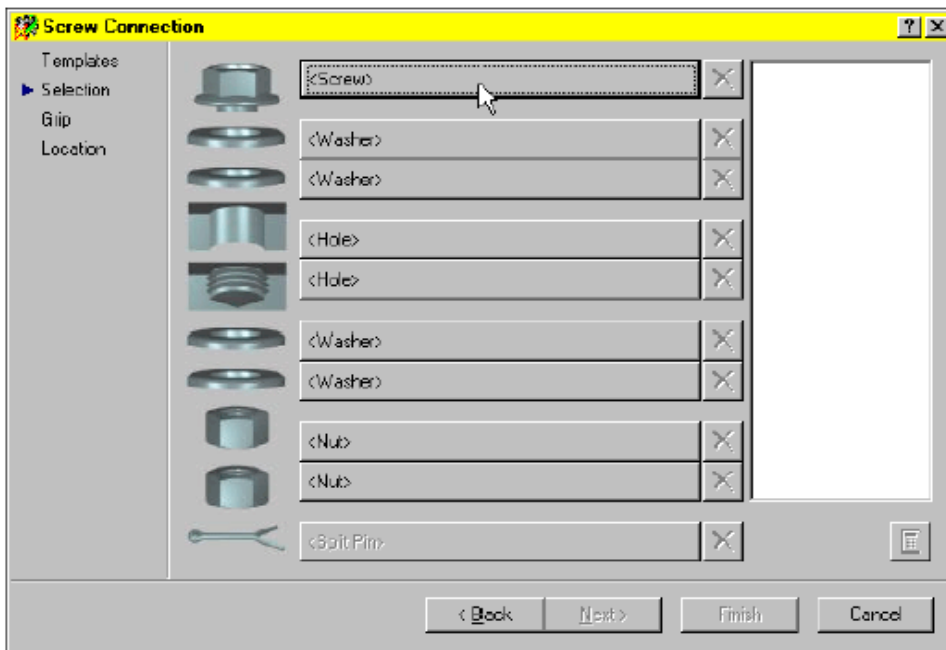 Screw Connection
Templates
Selection
Grip
Location
<Screw>
<Washer>
<Washer>
<Hole>
<Hole>
<Washer>
<Washer>
<Nut>
<Nut>
<Split Pin>
< Back
Next >
Finish
Cancel